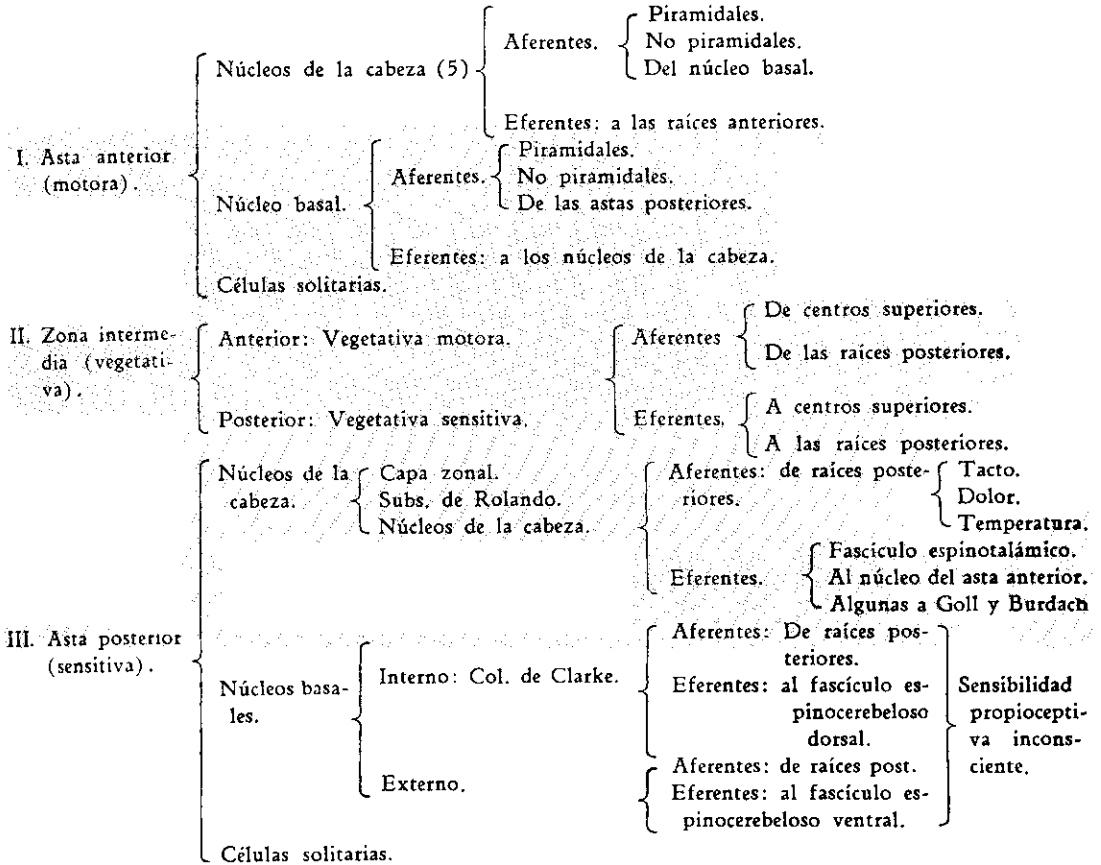 Piramidales.
Aferentes. No piramidales.
Del núcleo basal.
Núcleos de la cabeza (5)
Eferentes: a las raíces anteriores.
I. Asta anterior
(motora).
Piramidales.
Aferentes. No piramidales.
De las astas posteriores.
Núcleo basal.
Eferentes: a los núcleos de la cabeza.
Células solitarias.
II. Zona interme-
dia (vegetati-
va).
Anterior: Vegetativa motora.
Posterior: Vegetativa sensitiva.
Aferentes
De centros superiores.
De las raíces posteriores.
Eferentes.
A centros superiores.
A las raíces posteriores.
III. Asta posterior
(sensitiva).
Núcleos de la
cabeza.
Capa zonal.
Subs. de Rolando.
Núcleos de la cabeza.
Aferentes: de raíces poste-
riores.
Tacto.
Dolor.
Temperatura.
Eferentes.
Fascículo espinotalámico.
Al núcleo del asta anterior.
Algunas a Goll y Burdach
Núcleos basa-
les.
Interno: Col. de Clarke.
Aferentes: De raíces pos-
teriores.
Eferentes: al fascículo es-
pinocerebeloso
dorsal.
Externo.
Aferentes: de raíces post.
Eferentes: al fascículo es-
pinocerebeloso ventral.
Sensibilidad
propiocepti-
va incons-
ciente.
Células solitarias.